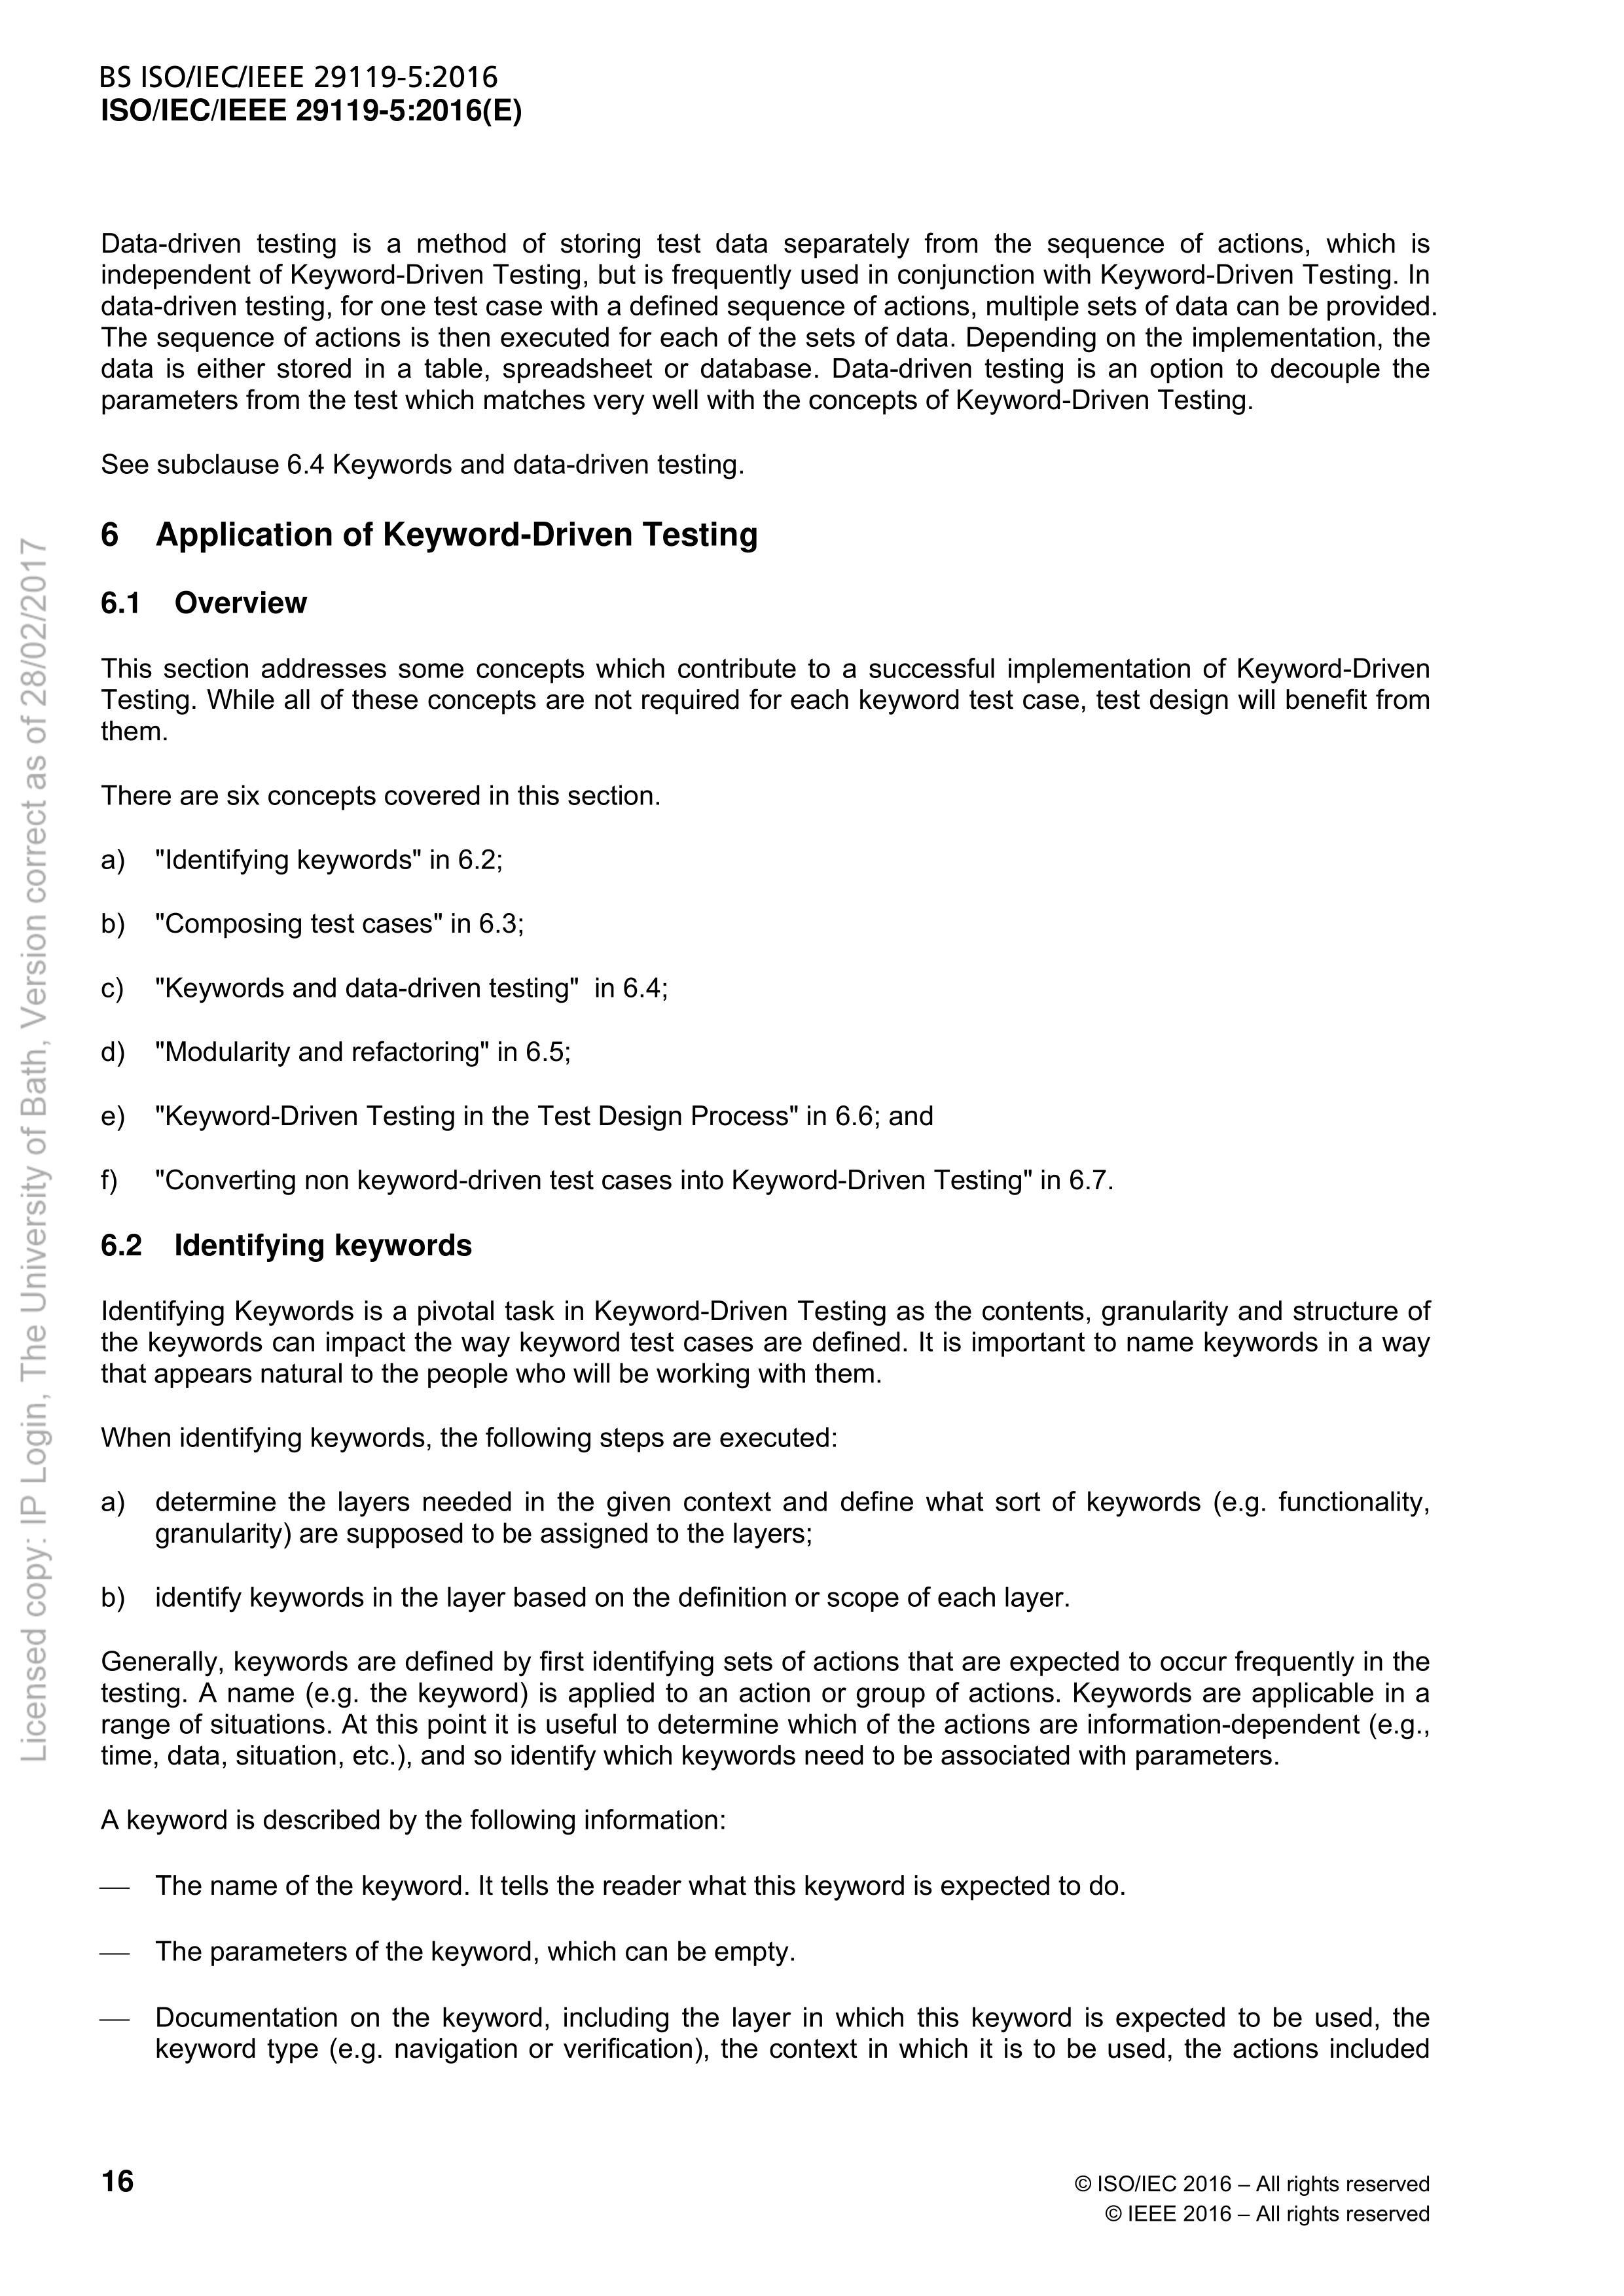 BS ISO/IEC/IEEE 29119-5:2016
ISO/IEC/IEEE 29119-5:2016(E)
Data-driven testing is a method of storing test data separately from the sequence of actions, which is
independent of Keyword-Driven Testing, but is frequently used in conjunction with Keyword-Driven Testing. In
data-driven testing, for one test case with a defined sequence of actions, multiple sets of data can be provided.
The sequence of actions is then executed for each of the sets of data. Depending on the implementation, the
data is either stored in a table, spreadsheet or database. Data-driven testing is an option to decouple the
parameters from the test which matches very well with the concepts of Keyword-Driven Testing.
See subclause 6.4 Keywords and data-driven testing.
6 Application of Keyword-Driven Testing
6.1 Overview
This section addresses some concepts which contribute to a successful implementation of Keyword-Driven
Testing. While all of these concepts are not required for each keyword test case, test design will benefit from
them.
There are six concepts covered in this section.
a) "Identifying keywords" in 6.2;
b) "Composing test cases" in 6.3;
c) "Keywords and data-driven testing" in 6.4;
d) "Modularity and refactoring" in 6.5;
e) "Keyword-Driven Testing in the Test Design Process" in 6.6; and
f) "Converting non keyword-driven test cases into Keyword-Driven Testing" in 6.7.
6.2 Identifying keywords
Identifying Keywords is a pivotal task in Keyword-Driven Testing as the contents, granularity and structure of
the keywords can impact the way keyword test cases are defined. It is important to name keywords in a way
that appears natural to the people who will be working with them.
When identifying keywords, the following steps are executed:
a) determine the layers needed in the given context and define what sort of keywords (e.g. functionality,
granularity) are supposed to be assigned to the layers;
b) identify keywords in the layer based on the definition or scope of each layer.
Generally, keywords are defined by first identifying sets of actions that are expected to occur frequently in the
testing. A name (e.g. the keyword) is applied to an action or group of actions. Keywords are applicable in a
range of situations. At this point it is useful to determine which of the actions are information-dependent (e.g.,
time, data, situation, etc.), and so identify which keywords need to be associated with parameters.
A keyword is described by the following information:
— The name of the keyword. It tells the reader what this keyword is expected to do.
— The parameters of the keyword, which can be empty.
— Documentation on the keyword, including the layer in which this keyword is expected to be used, the
keyword type (e.g. navigation or verification), the context in which it is to be used, the actions included
16
© ISO/IEC 2016 – All rights reserved
© IEEE 2016 – All rights reserved
Licensed copy: IP Login, The University of Bath, Version correct as of 28/02/2017